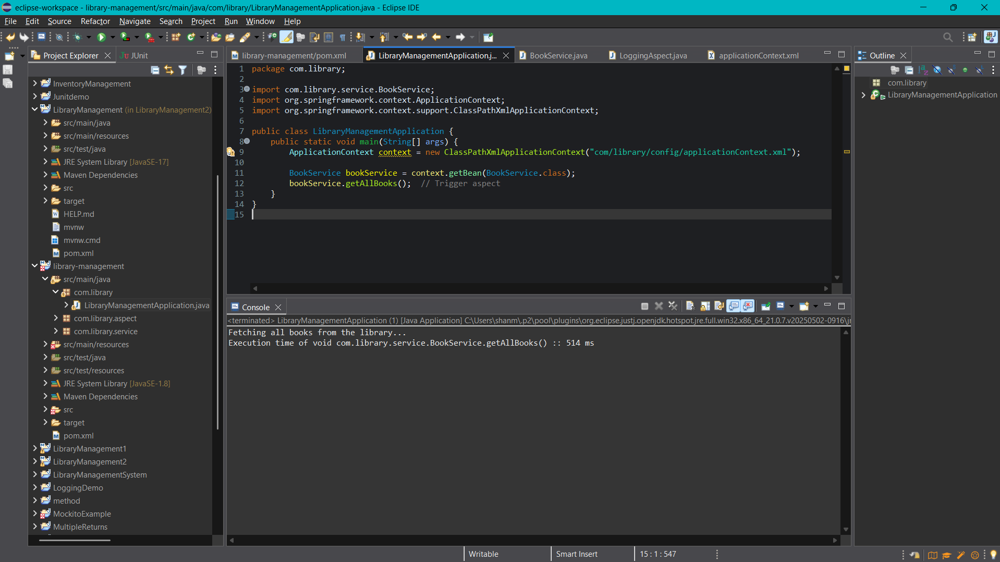 eclipse-workspace - library-management/src/main/java/com/library/LibraryManagementApplication.java - Eclipse IDE
File Edit Source Refactor Navigate Search Project Run Window Help
Project Explorer
JUnit
InventoryManagement
Junitdemo
LibraryManagement (in LibraryManagement2)
src/main/java
src/main/resources
src/test/java
JRE System Library [JavaSE-17]
Maven Dependencies
src
target
HELP.md
mvnw
mvnw.cmd
pom.xml
library-management
src/main/java
com.library
LibraryManagementApplication.java
com.library.aspect
com.library.service
src/main/resources
src/test/java
src/test/resources
JRE System Library [JavaSE-1.8]
Maven Dependencies
src
target
pom.xml
LibraryManagement1
LibraryManagement2
LibraryManagementSystem
LoggingDemo
method
MockitoExample
MultipleReturns
library-management/pom.xml
LibraryManagementApplication.j...
BookService.java
LoggingAspect.java
applicationContext.xml
1 package com.library;
2
3 import com.library.service.BookService;
4 import org.springframework.context.ApplicationContext;
5 import org.springframework.context.support.ClassPathXmlApplicationContext;
6
7 public class LibraryManagementApplication {
8 public static void main(String[] args) {
9 ApplicationContext context = new ClassPathXmlApplicationContext("com/library/config/applicationContext.xml");
10
11 BookService bookService = context.getBean(BookService.class);
12 bookService.getAllBooks(); // Trigger aspect
13 }
14 }
15
Console
<terminated> LibraryManagementApplication (1) [Java Application] C:\Users\shanm\.p2\pool\plugins\org.eclipse.justj.openjdk.hotspot.jre.full.win32.x86_64_21.0.7.v20250502-0916\jr
Fetching all books from the library...
Execution time of void com.library.service.BookService.getAllBooks() :: 514 ms
Outline
com.library
LibraryManagementApplication
Writable
Smart Insert
15 : 1 : 547